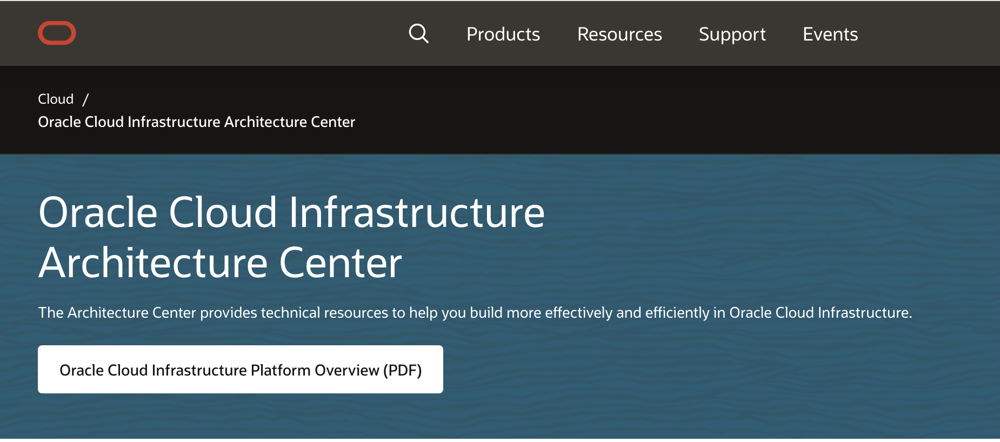 Products Resources Support Events
Cloud /
Oracle Cloud Infrastructure Architecture Center
Oracle Cloud Infrastructure
Architecture Center
The Architecture Center provides technical resources to help you build more effectively and efficiently in Oracle Cloud Infrastructure.
Oracle Cloud Infrastructure Platform Overview (PDF)